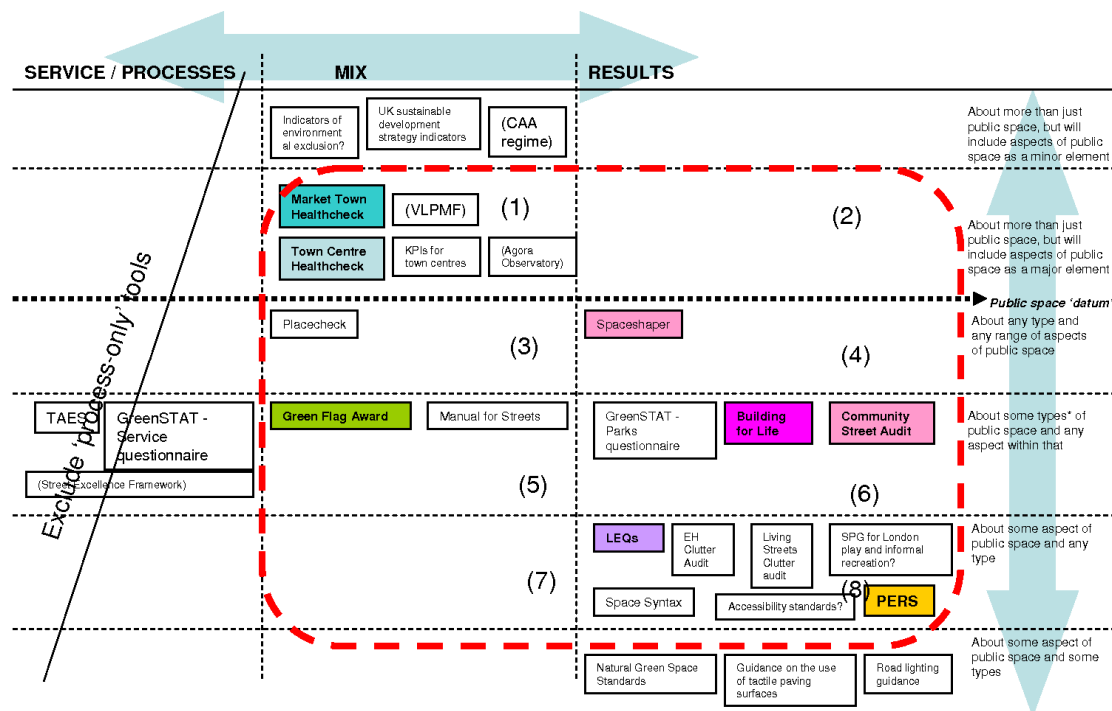 SERVICE / PROCESSES
MIX
RESULTS
Indicators of
environment
al exclusion?
UK sustainable
development
strategy indicators
(CAA
regime)
About more than just
public space, but will
include aspects of public
space as a minor element
Market Town
Healthcheck
(VLPMF)
(1)
(2)
Town Centre
Healthcheck
KPIs for
town centres
(Agora
Observatory)
About more than just
public space, but will
include aspects of public
space as a major element
Public space 'datum'
Exclude 'process-only' tools
Placecheck
(3)
Spaceshaper
(4)
About any type and
any range of aspects
of public space
TAES
GreenSTAT -
Service
questionnaire
(Street Excellence Framework)
Green Flag Award
Manual for Streets
(5)
GreenSTAT -
Parks
questionnaire
Building
for Life
Community
Street Audit
(6)
About some types* of
public space and any
aspect within that
(7)
LEQs
EH
Clutter
Audit
Living
Streets
Clutter
audit
SPG for London
play and informal
recreation?
About some aspect of
public space and any
type
Space Syntax
Accessibility standards?
(8)
PERS
Natural Green Space
Standards
Guidance on the use
of tactile paving
surfaces
Road lighting
guidance
About some aspect of
public space and some
types